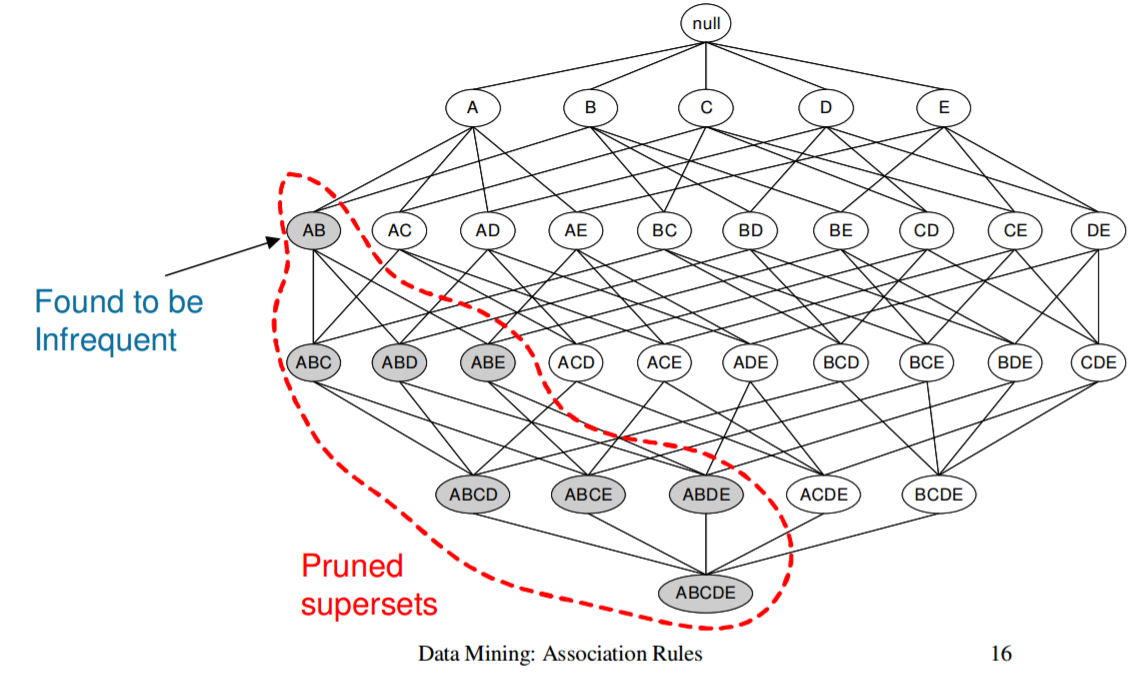 null
A B C D E
AB AC AD AE BC BD BE CD CE DE
Found to be
Infrequent
ABC ABD ABE ACD ACE ADE BCD BCE BDE CDE
ABCD ABCE ABDE ACDE BCDE
Pruned
supersets
ABCDE
Data Mining: Association Rules 16